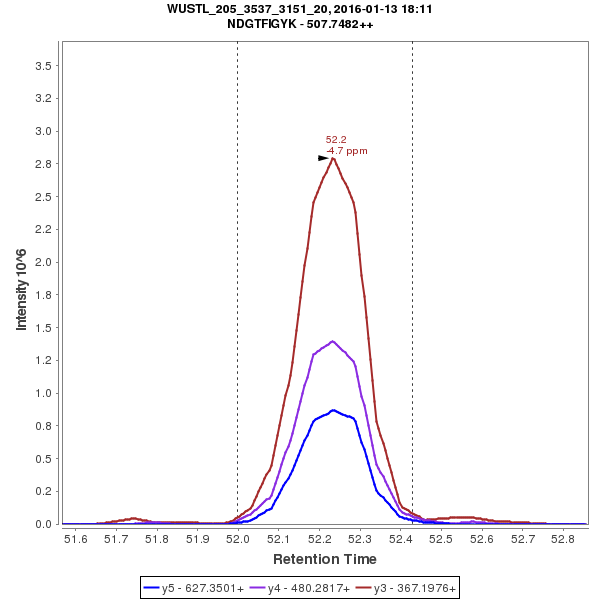 WUSTL_205_3537_3151_20, 2016-01-13 18:11
NDGTFIGYK - 507.7482++
Intensity 10^6
3.5
3.2
3.0
2.8
2.5
2.2
2.0
1.8
1.5
1.2
1.0
0.8
0.5
0.2
0.0
52.2
-4.7 ppm
51.6 51.7 51.8 51.9 52.0 52.1 52.2 52.3 52.4 52.5 52.6 52.7 52.8
Retention Time
y5 - 627.3501+ y4 - 480.2817+ y3 - 367.1976+